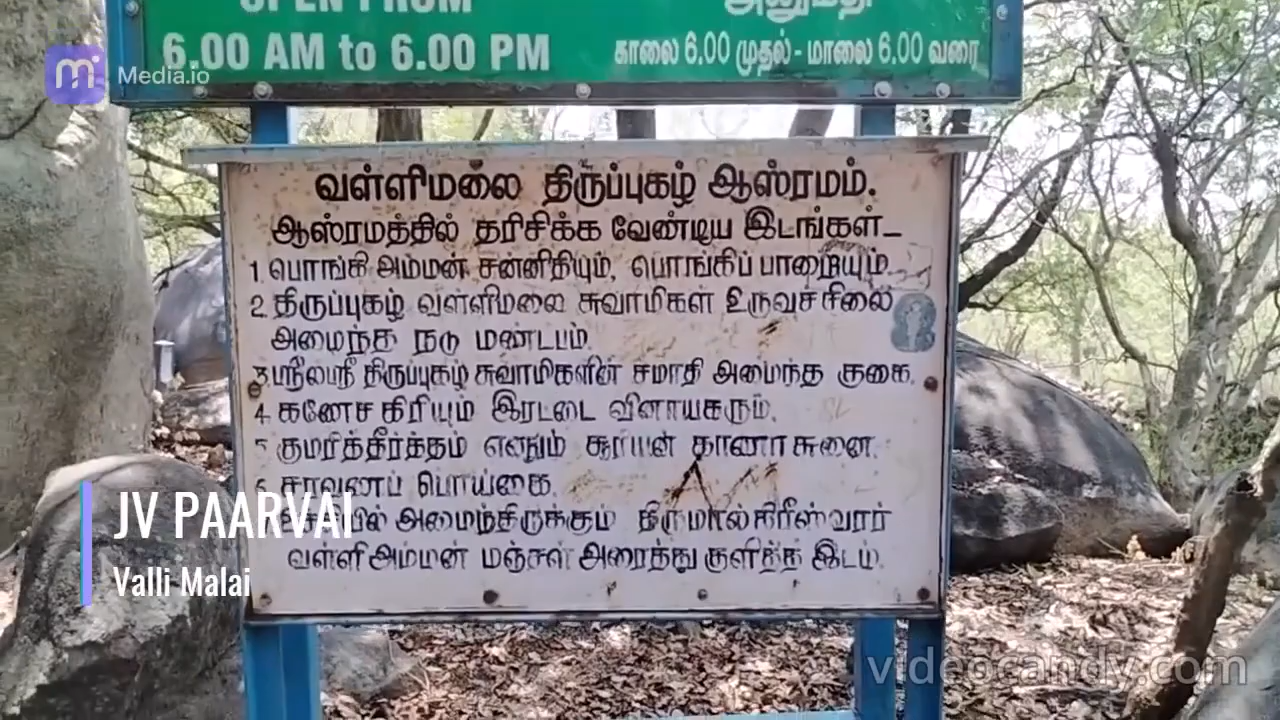 6.00 AM to 6.00 PM
காலை 6.00 முதல் - மாலை 6.00 வரை
Media.io
வள்ளிமலை திருப்புகழ் ஆஸ்ரமம்.
ஆஸ்ரமத்தில் தரிசிக்க வேண்டிய இடங்கள்_
1. பொங்கி அம்மன் சன்னிதியும், பொங்கிப் பாறையும்
2. திருப்புகழ் வள்ளிமலை சுவாமிகள் உருவச சிலை
அமைந்த நடு மண்டபம்.
3. ஸ்ரீலஸ்ரீ திருப்புகழ் சுவாமிகளின் சமாதி அமைந்த குகை.
4. கணேச கிரியும் இரட்டை விநாயகரும்.
5. குமரித்தீர்த்தம் எனும் சூரியன் காணா சுனை.
6. சரவணப் பொய்கை.
அமைந்திருக்கும் திருமால்கிரீஸ்வரர்
வள்ளி அம்மன் மஞ்சள் அரைத்து குளித்த இடம்.
JV PAARVAI
Valli Malai
videocandy.com